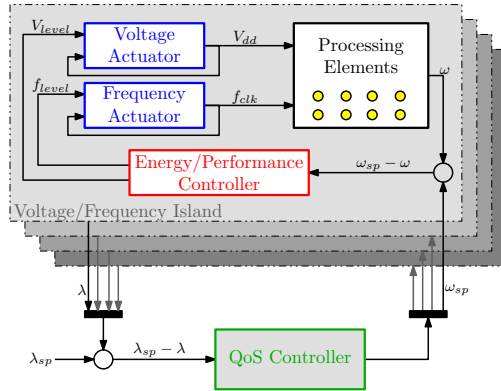 V_level
Voltage
Actuator
V_dd
Processing
Elements
f_level
Frequency
Actuator
f_clk
ω
Energy/Performance
Controller
ω_sp − ω
Voltage/Frequency Island
λ
ω_sp
λ_sp
λ_sp − λ
QoS Controller